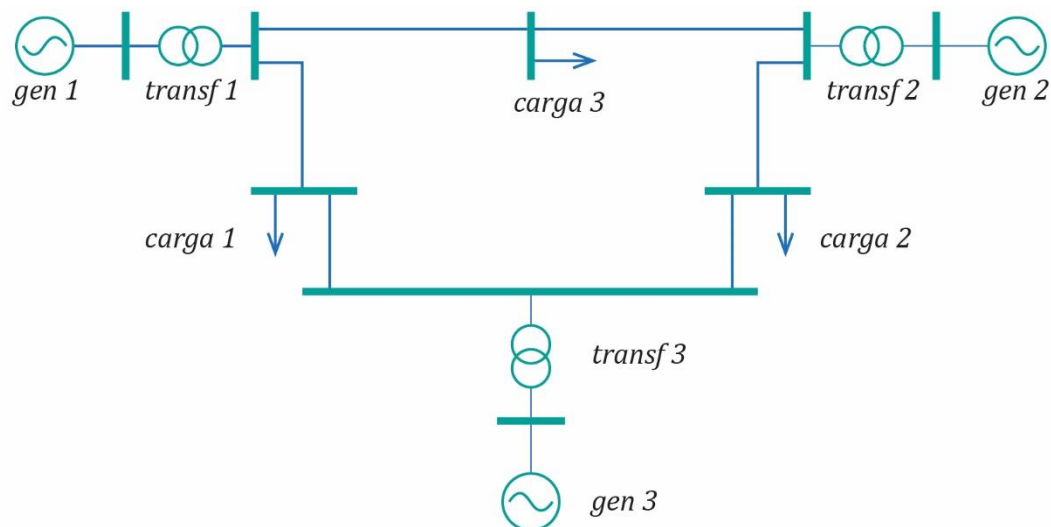 gen 1
transf 1
carga 3
transf 2
gen 2
carga 1
carga 2
transf 3
gen 3